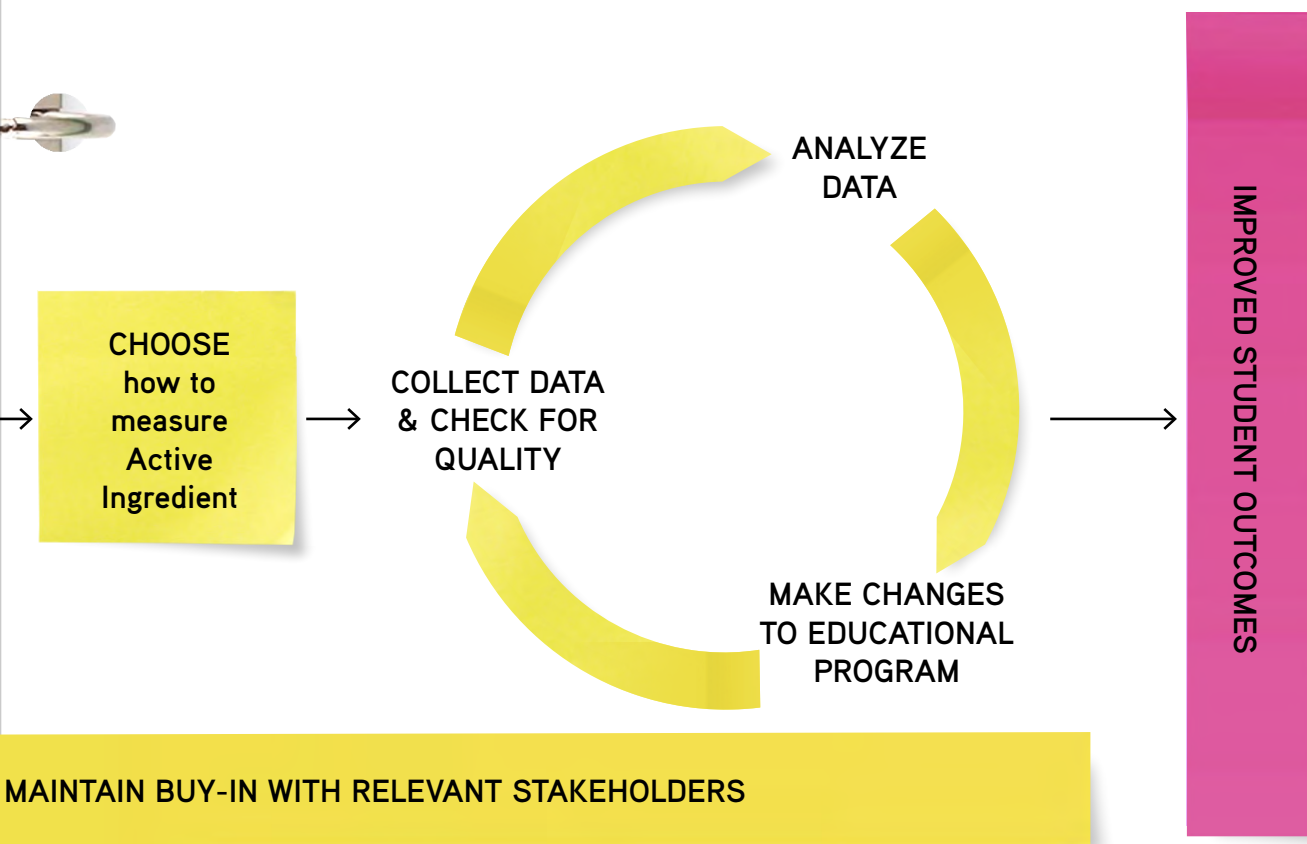 CHOOSE
how to
measure
Active
Ingredient
COLLECT DATA
& CHECK FOR
QUALITY
ANALYZE
DATA
MAKE CHANGES
TO EDUCATIONAL
PROGRAM
IMPROVED STUDENT OUTCOMES
MAINTAIN BUY-IN WITH RELEVANT STAKEHOLDERS